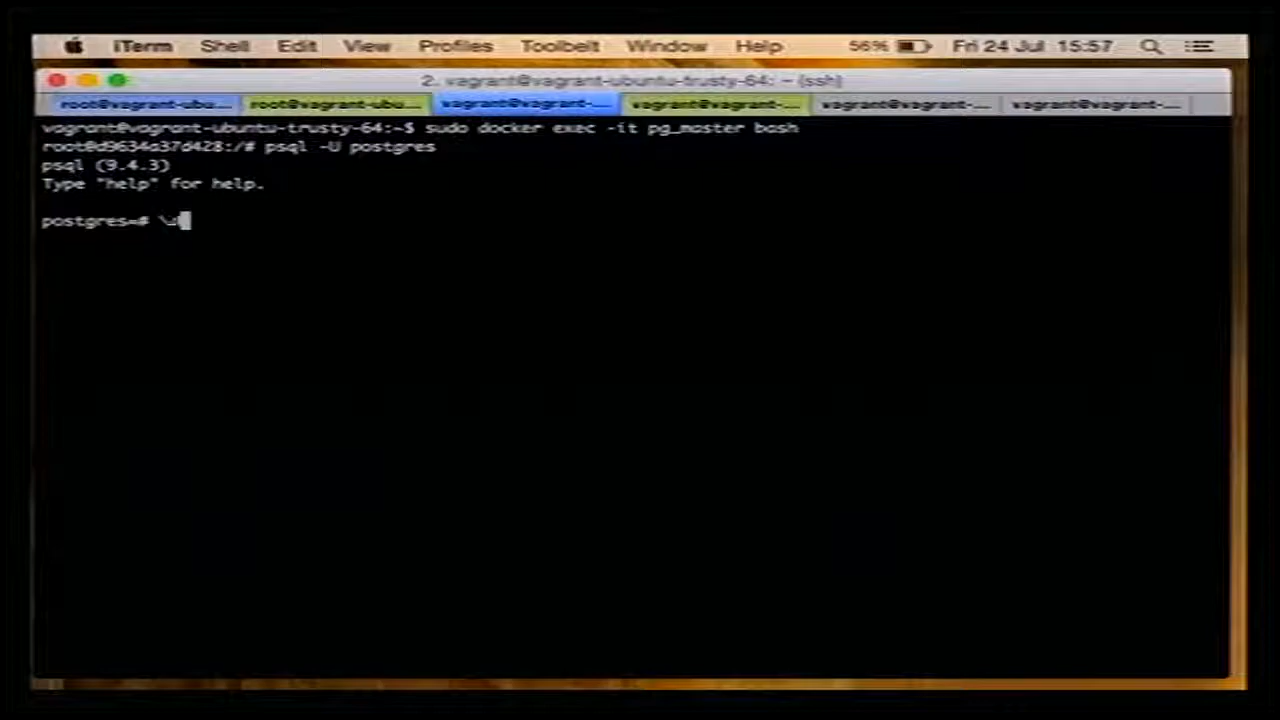 iTerm Shell Edit View Profiles Toolbelt Window Help 56% Fri 24 Jul 15:57
2. vagrant@vagrant-ubuntu-trusty-64: ~ (ssh)
root@vagrant-ubu... root@vagrant-ubu... vagrant@vagrant-... vagrant@vagrant-... vagrant@vagrant-... vagrant@vagrant-...
vagrant@vagrant-ubuntu-trusty-64:~$ sudo docker exec -it pg_master bash
root@d9634a37d428:/# psql -U postgres
psql (9.4.3)
Type "help" for help.
postgres=#